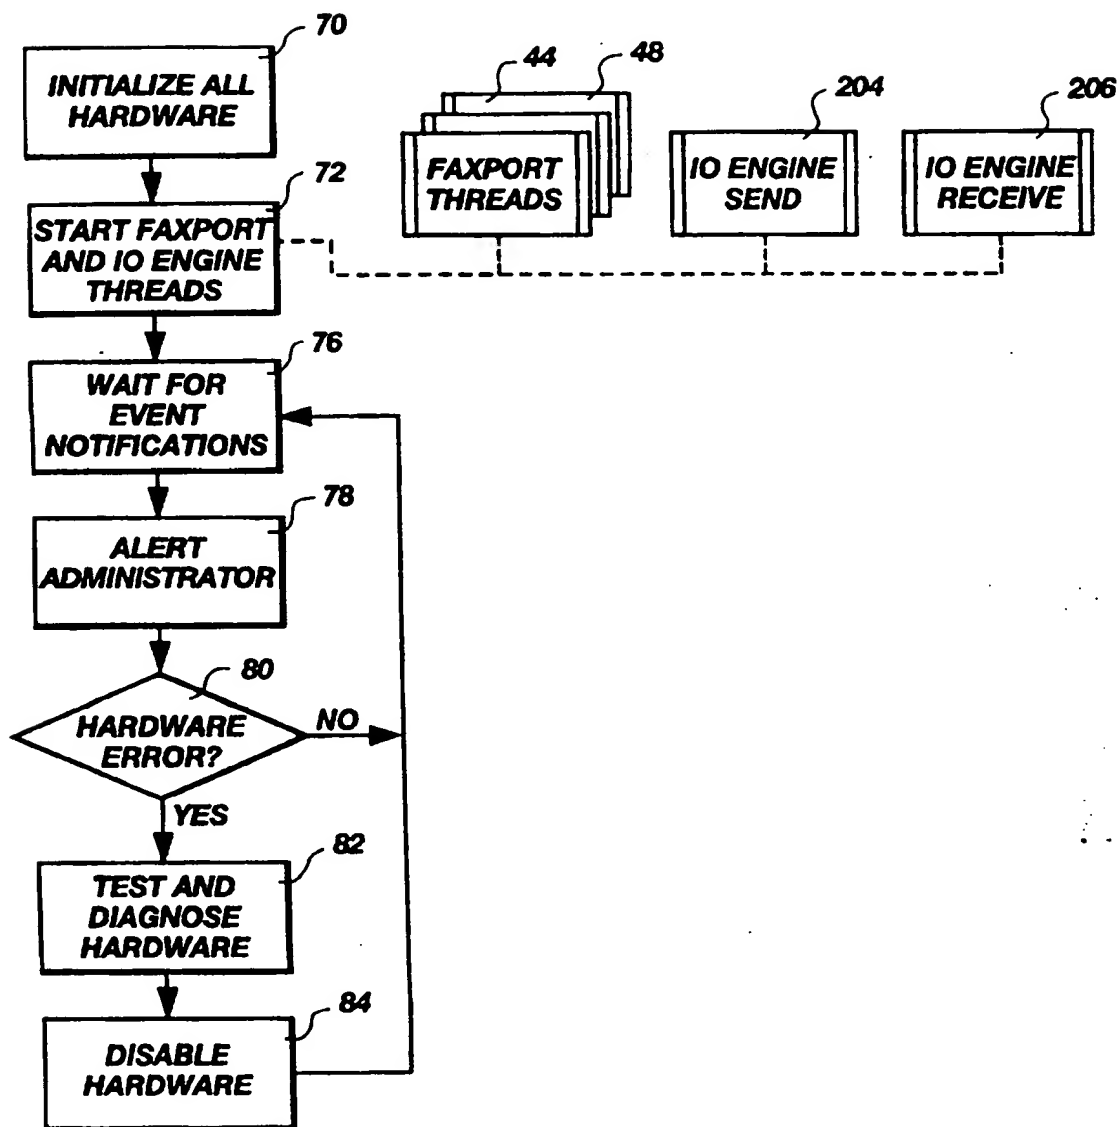 70
INITIALIZE ALL
HARDWARE
44
48
204
206
FAXPORT
THREADS
IO ENGINE
SEND
IO ENGINE
RECEIVE
72
START FAXPORT
AND IO ENGINE
THREADS
76
WAIT FOR
EVENT
NOTIFICATIONS
78
ALERT
ADMINISTRATOR
80
HARDWARE
ERROR?
NO
YES
82
TEST AND
DIAGNOSE
HARDWARE
84
DISABLE
HARDWARE